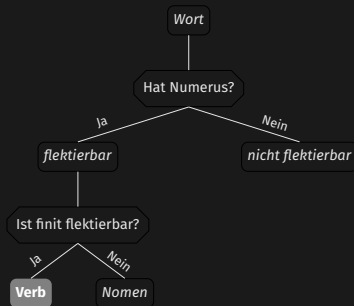 Wort
Hat Numerus?
Ja
Nein
flektierbar
nicht flektierbar
Ist finit flektierbar?
Ja
Nein
Verb
Nomen